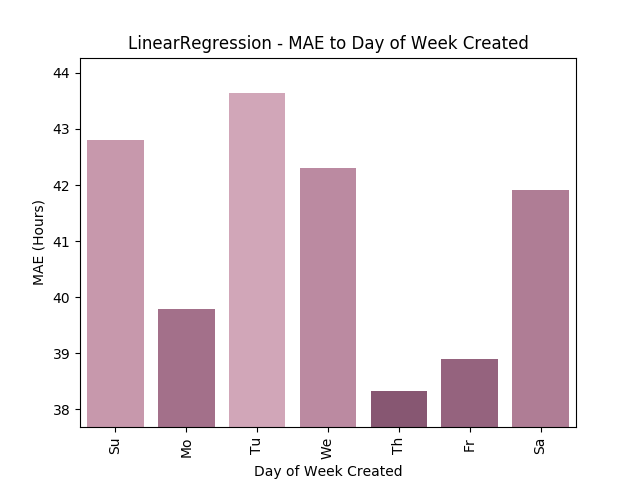 LinearRegression - MAE to Day of Week Created
44
43
42
41
40
39
38
MAE (Hours)
Su
Mo
Tu
We
Th
Fr
Sa
Day of Week Created